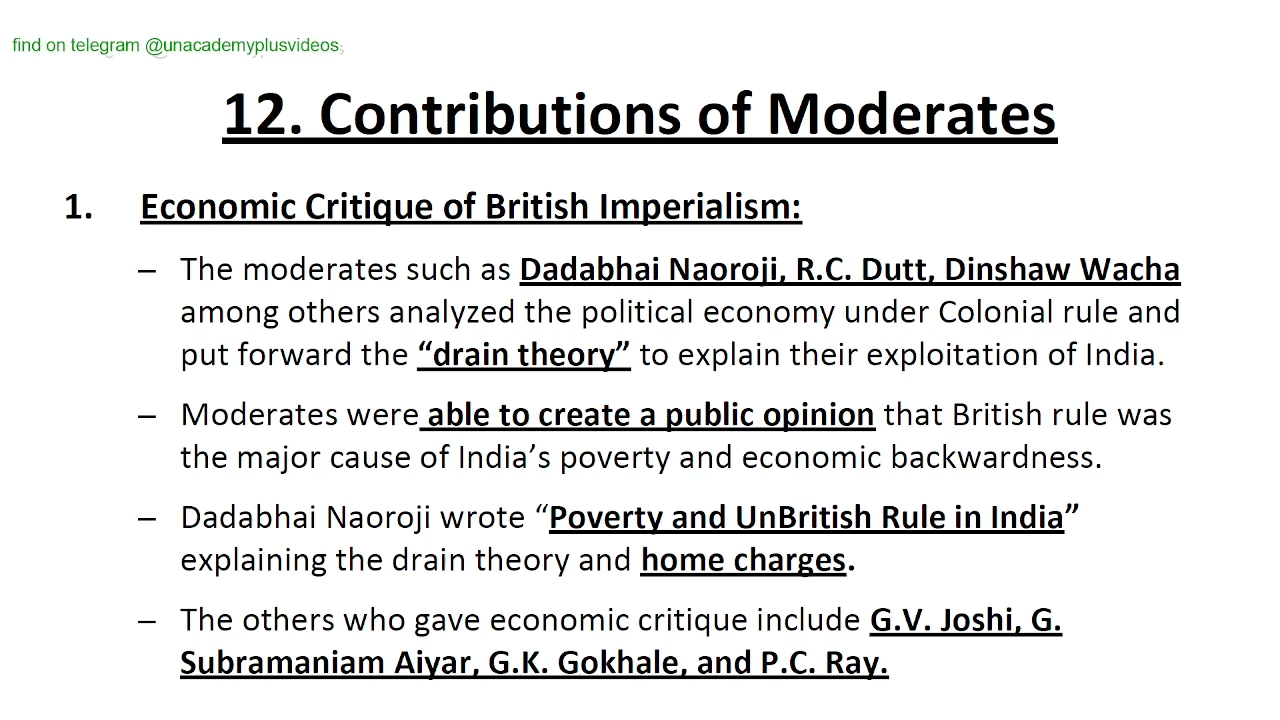 find on telegram @unacademyplusvideos
12. Contributions of Moderates
1. Economic Critique of British Imperialism:
– The moderates such as Dadabhai Naoroji, R.C. Dutt, Dinshaw Wacha
among others analyzed the political economy under Colonial rule and
put forward the “drain theory” to explain their exploitation of India.
– Moderates were able to create a public opinion that British rule was
the major cause of India’s poverty and economic backwardness.
– Dadabhai Naoroji wrote “Poverty and UnBritish Rule in India”
explaining the drain theory and home charges.
– The others who gave economic critique include G.V. Joshi, G.
Subramaniam Aiyar, G.K. Gokhale, and P.C. Ray.